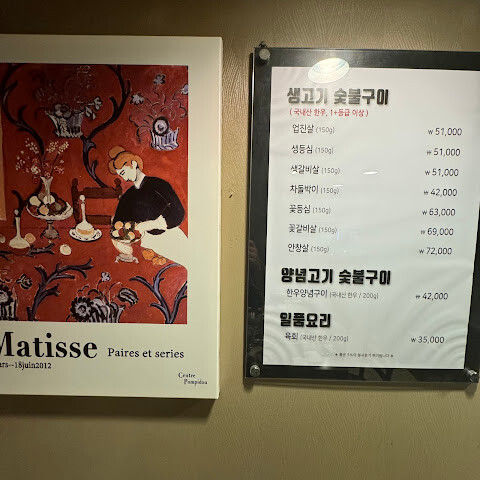 Matisse Paires et series
ars--18juin2012
Centre
Pompidou
생고기 숯불구이
( 국내산 한우, 1+등급 이상 )
업진살 (150g) ₩ 51,000
생등심 (150g) ₩ 51,000
색갈비살 (150g) ₩ 51,000
차돌박이 (150g) ₩ 42,000
꽃등심 (150g) ₩ 63,000
꽃갈비살 (150g) ₩ 69,000
안창살 (150g) ₩ 72,000
양념고기 숯불구이
한우양념구이 (국내산 한우 / 200g) ₩ 42,000
일품요리
육회 (국내산 한우 / 200g) ₩ 35,000